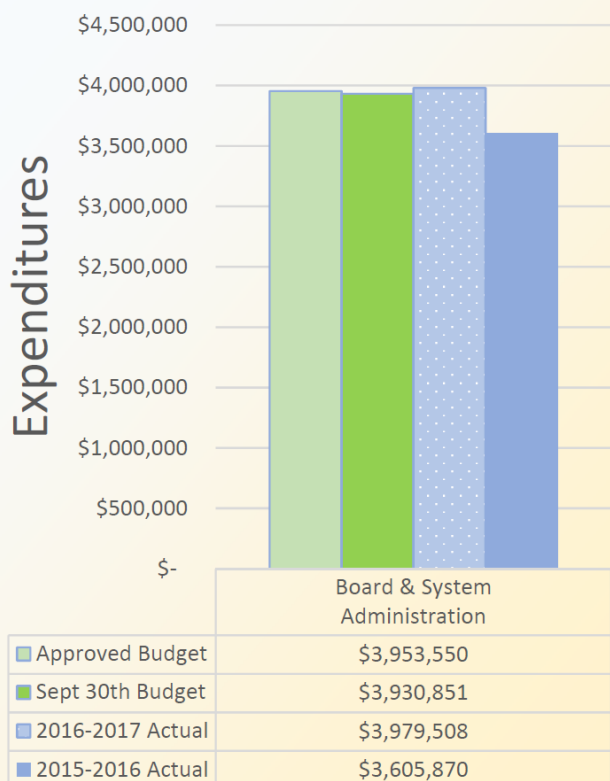 $4,500,000
$4,000,000
$3,500,000
$3,000,000
$2,500,000
$2,000,000
$1,500,000
$1,000,000
$500,000
$-
Expenditures
Board & System
Administration
Approved Budget $3,953,550
Sept 30th Budget $3,930,851
2016-2017 Actual $3,979,508
2015-2016 Actual $3,605,870